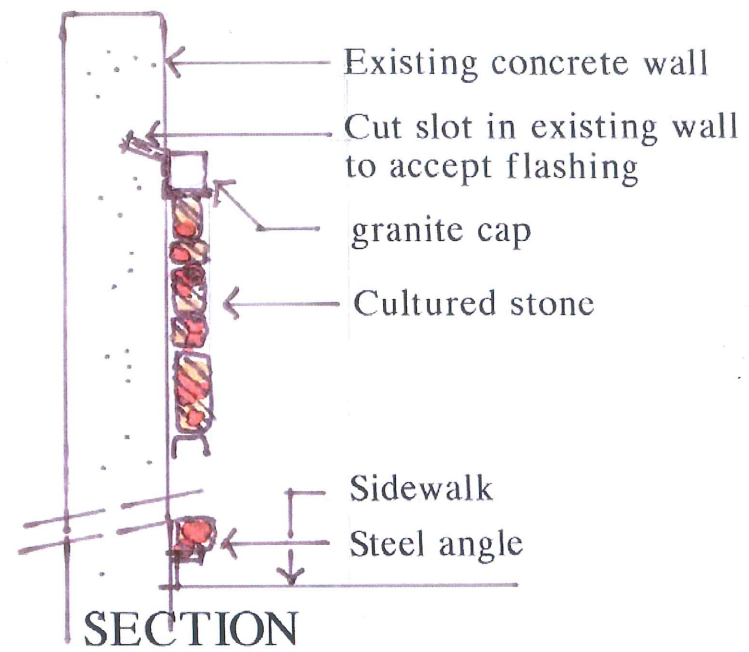 Existing concrete wall
Cut slot in existing wall
to accept flashing
granite cap
Cultured stone
Sidewalk
Steel angle
SECTION